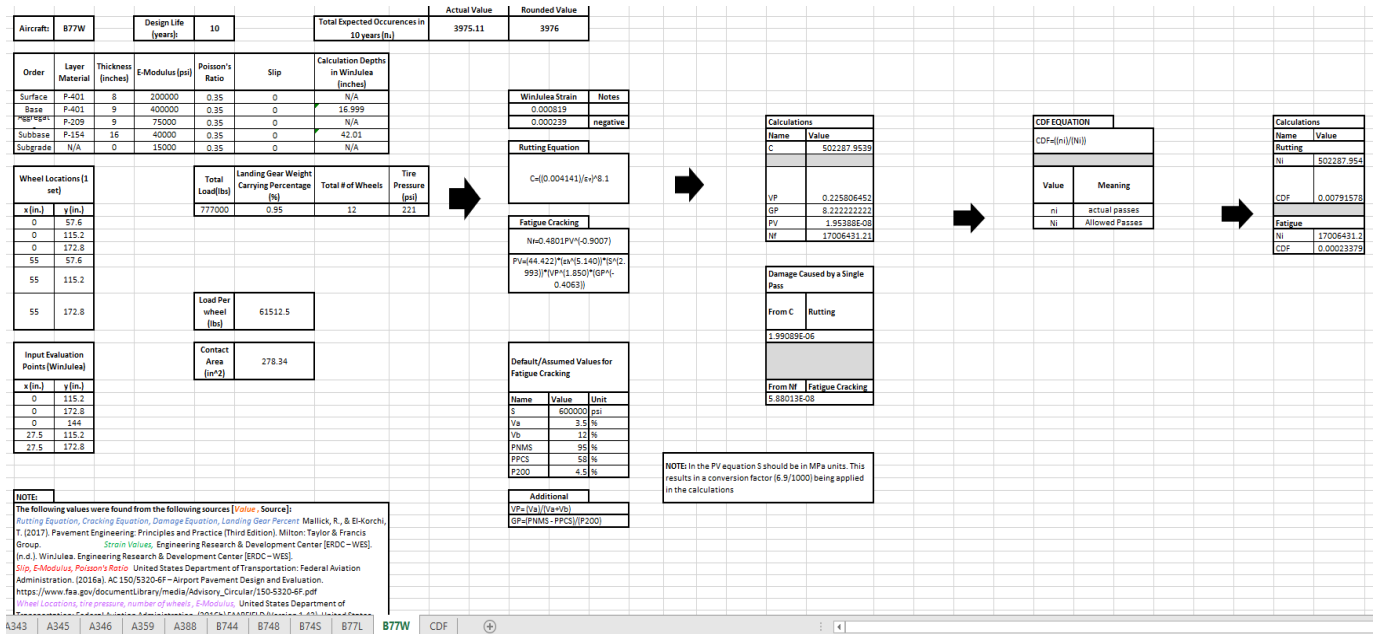 Actual Value Rounded Value
Aircraft: B77W Design Life (years): 10 Total Expected Occurences in 10 years (n₁) 3975.11 3976
Order Layer Material Thickness (inches) E-Modulus (psi) Poisson's Ratio Slip Calculation Depths in WinJulea (inches)
Surface P-401 8 200000 0.35 0 N/A
Base P-401 9 400000 0.35 0 16.999
P-209 9 75000 0.35 0 N/A
Subbase P-154 16 40000 0.35 0 42.01
Subgrade N/A 0 15000 0.35 0 N/A
Wheel Locations (1 set)
x (in.) y (in.)
0 57.6
0 115.2
0 172.8
55 57.6
55 115.2
55 172.8
Total Load(lbs) Landing Gear Weight Carrying Percentage (%) Total # of Wheels Tire Pressure (psi)
777000 0.95 12 221
Load Per wheel (lbs) 61512.5
Contact Area (in^2) 278.34
Input Evaluation Points (WinJulea)
x (in.) y (in.)
0 115.2
0 172.8
0 144
27.5 115.2
27.5 172.8
WinJulea Strain Notes
0.000819
0.000239 negative
Rutting Equation
C=((0.004141)/εᵥ)^8.1
Fatigue Cracking
Nf=0.4801PV^(-0.9007)
PV=(44.422)*(εh^(5.140))*(S^(2.
993))*(VP^(1.850)*(GP^(-
0.4063))
Default/Assumed Values for
Fatigue Cracking
Name Value Unit
S 600000 psi
Va 3.5 %
Vb 12 %
PNMS 95 %
PPCS 58 %
P200 4.5 %
Additional
VP= (Va)/(Va+Vb)
GP=(PNMS - PPCS)/(P200)
Calculations
Name Value
C 502287.9539
VP 0.225806452
GP 8.222222222
PV 1.95388E-08
Nf 17006431.21
Damage Caused by a Single
Pass
From C Rutting
1.99089E-06
From Nf Fatigue Cracking
5.88013E-08
NOTE: In the PV equation S should be in MPa units. This
results in a conversion factor (6.9/1000) being applied
in the calculations
CDF EQUATION
CDF=((ni)/(Ni))
Value Meaning
ni actual passes
Ni Allowed Passes
Calculations
Name Value
Rutting
Ni 502287.954
CDF 0.00791578
Fatigue
Ni 17006431.2
CDF 0.00023379
NOTE:
The following values were found from the following sources [Value , Source]:
Rutting Equation, Cracking Equation, Damage Equation, Landing Gear Percent Mallick, R., & El-Korchi,
T. (2017). Pavement Engineering: Principles and Practice (Third Edition). Milton: Taylor & Francis
Group. Strain Values, Engineering Research & Development Center [ERDC – WES].
(n.d.). WinJulea. Engineering Research & Development Center [ERDC – WES].
Slip, E-Modulus, Poisson's Ratio United States Department of Transportation: Federal Aviation
Administration. (2016a). AC 150/5320-6F – Airport Pavement Design and Evaluation.
https://www.faa.gov/documentLibrary/media/Advisory_Circular/150-5320-6F.pdf
Wheel Locations, tire pressure, number of wheels , E-Modulus, United States Department of
A343 A345 A346 A359 A388 B744 B748 B74S B77L B77W CDF